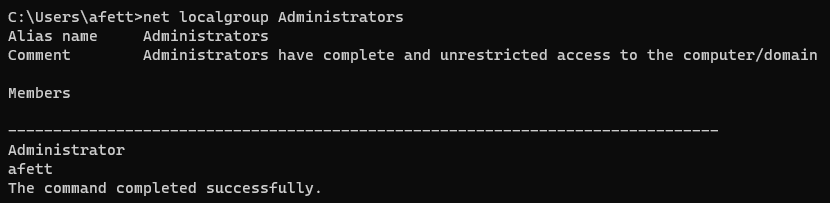 C:\Users\afett>net localgroup Administrators
Alias name     Administrators
Comment        Administrators have complete and unrestricted access to the computer/domain
Members
-------------------------------------------------------------------------------
Administrator
afett
The command completed successfully.